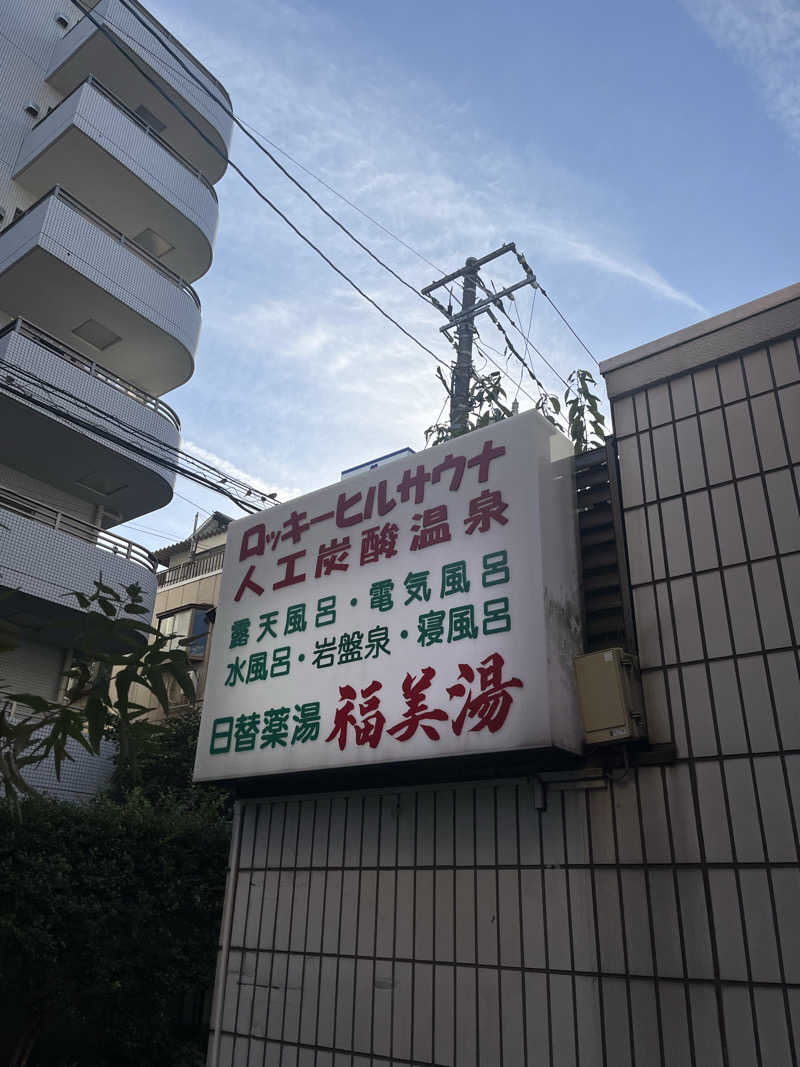 ロッキーヒルサウナ
人工炭酸温泉
露天風呂・電気風呂
水風呂・岩盤泉・寝風呂
日替薬湯 福美湯